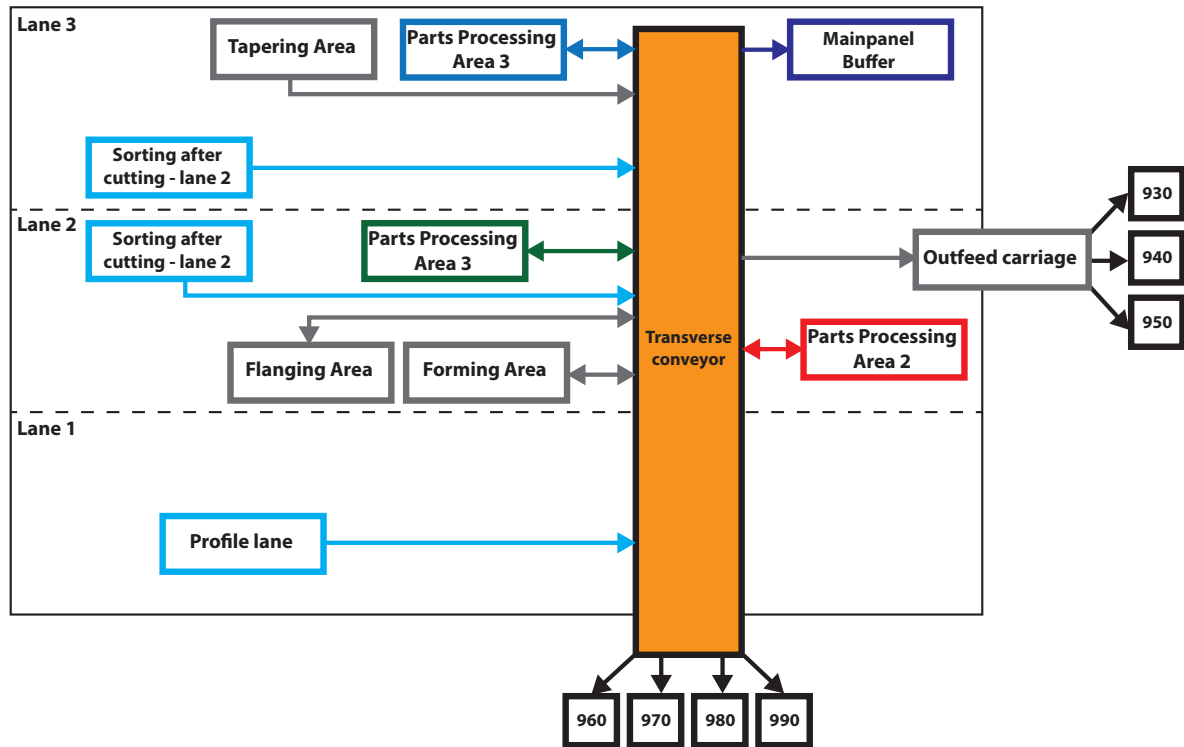 Lane 3
Tapering Area
Parts Processing
Area 3
Mainpanel
Buffer
Sorting after
cutting - lane 2
930
Lane 2
Sorting after
cutting - lane 2
Parts Processing
Area 3
Outfeed carriage
940
950
Transverse
conveyor
Parts Processing
Area 2
Flanging Area
Forming Area
Lane 1
Profile lane
960
970
980
990